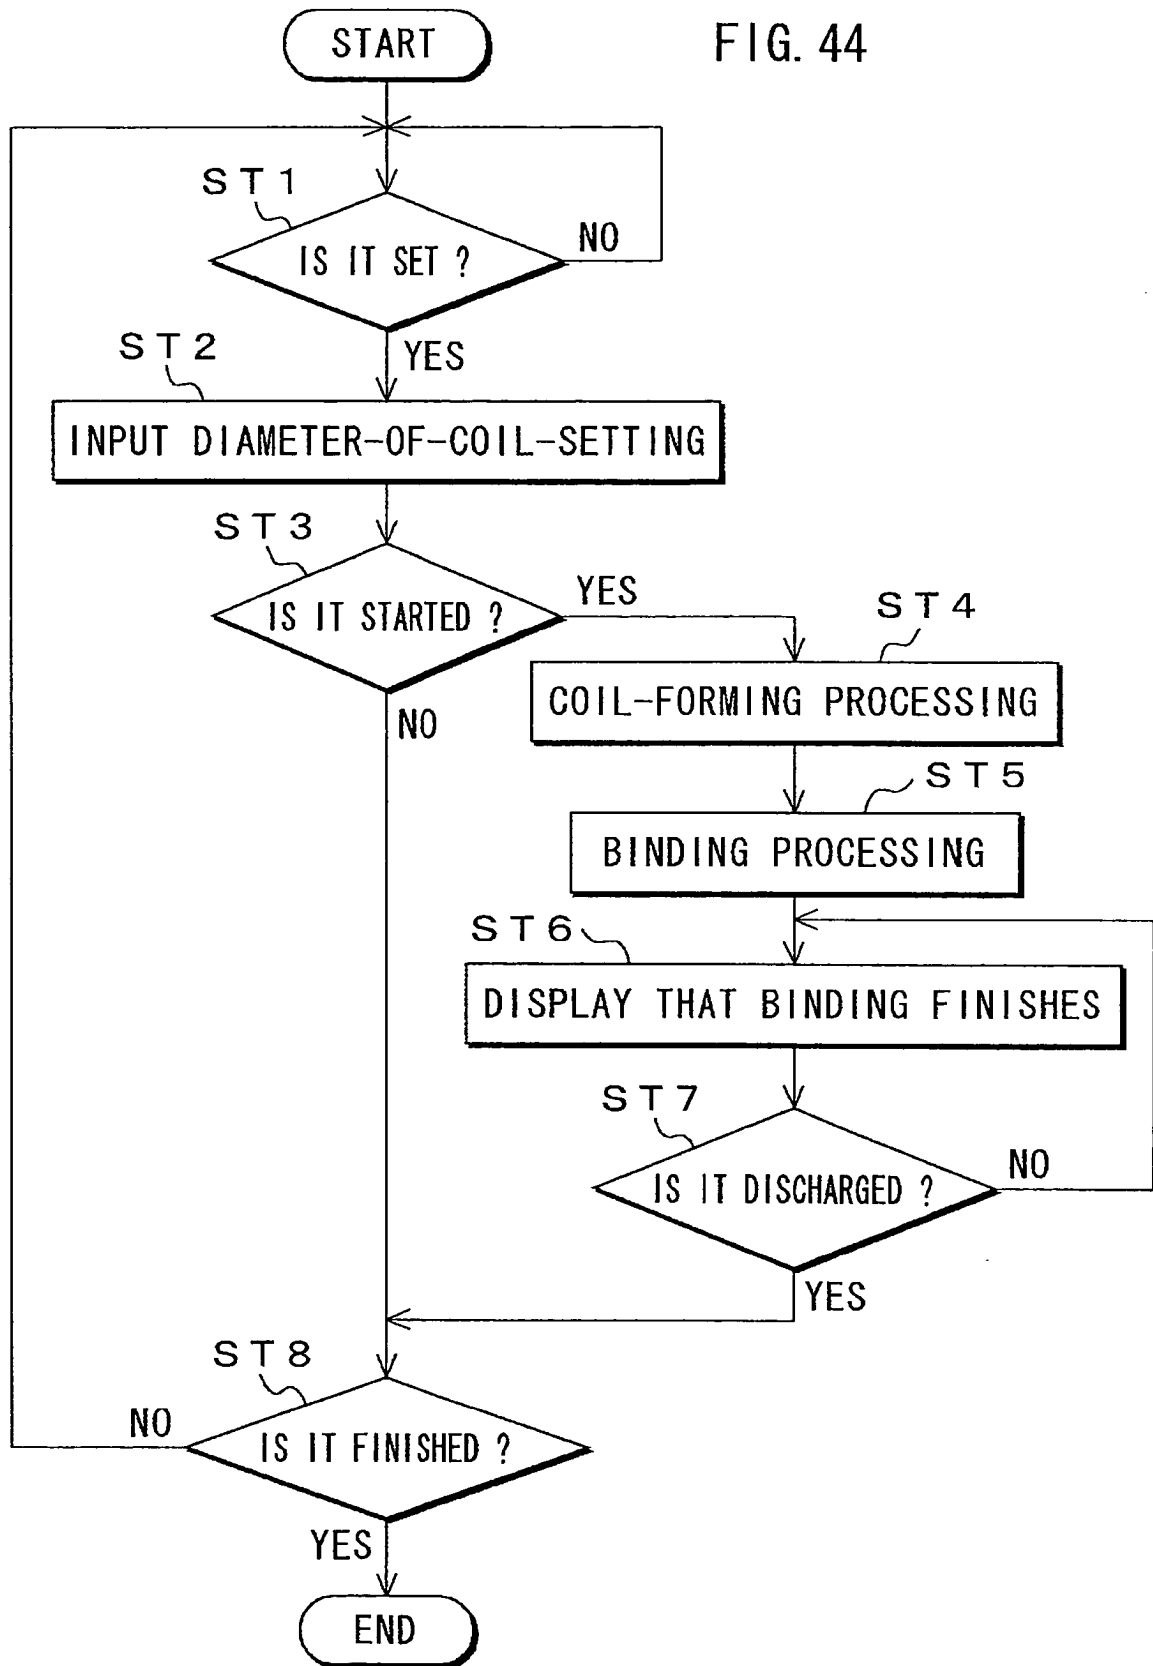 START
FIG. 44
ST1
IS IT SET ?
NO
YES
ST2
INPUT DIAMETER-OF-COIL-SETTING
ST3
IS IT STARTED ?
YES
NO
ST4
COIL-FORMING PROCESSING
ST5
BINDING PROCESSING
ST6
DISPLAY THAT BINDING FINISHES
ST7
IS IT DISCHARGED ?
NO
YES
ST8
IS IT FINISHED ?
NO
YES
END